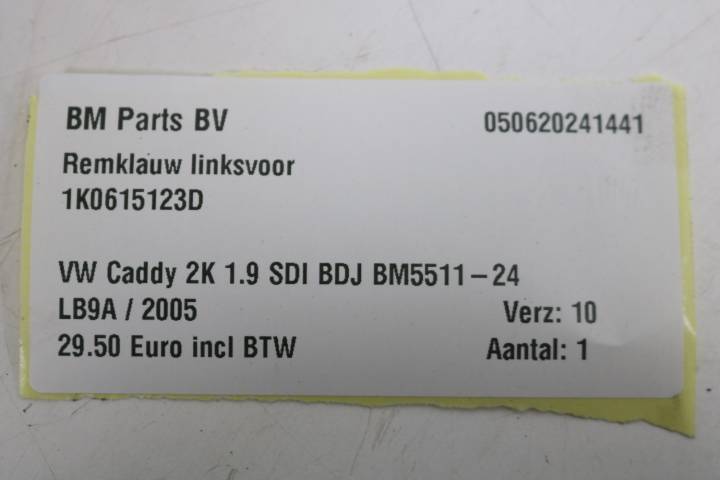 BM Parts BV 050620241441
Remklauw linksvoor
1K0615123D
VW Caddy 2K 1.9 SDI BDJ BM5511-24
LB9A / 2005 Verz: 10
29.50 Euro incl BTW Aantal: 1